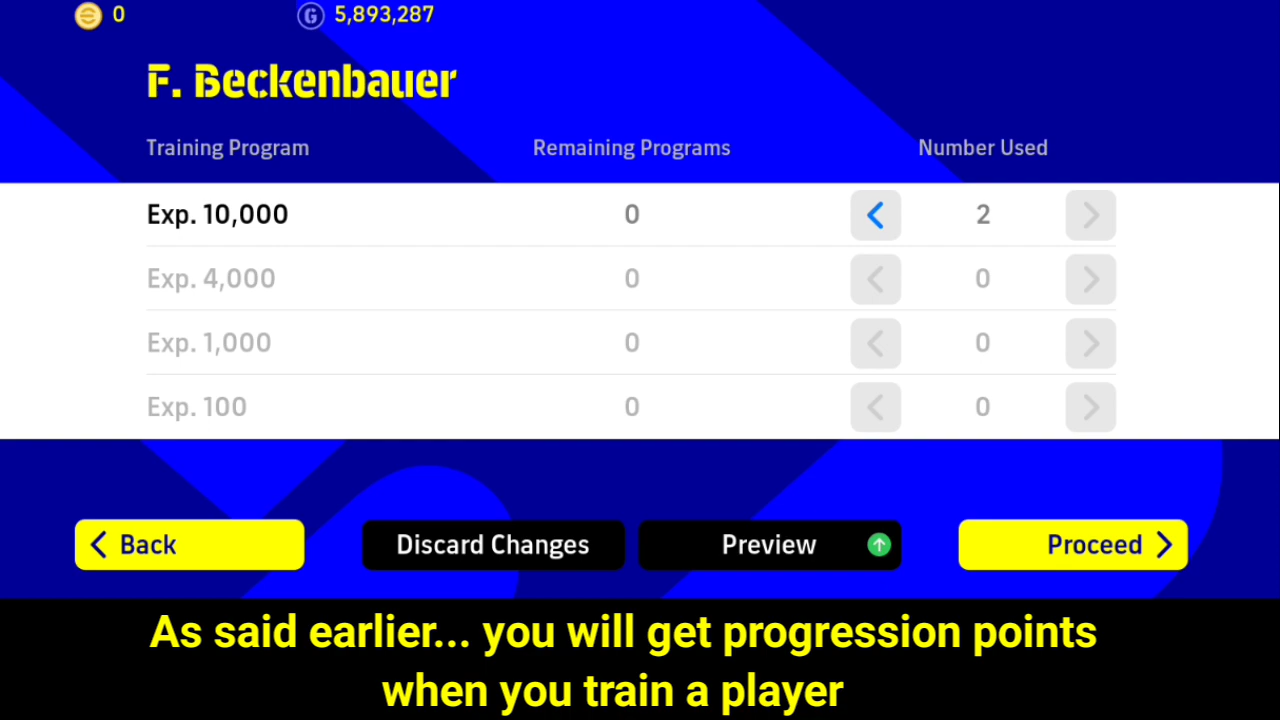 0 5,893,287
F. Beckenbauer
Training Program Remaining Programs Number Used
Exp. 10,000 0 2
Exp. 4,000 0 0
Exp. 1,000 0 0
Exp. 100 0 0
Back Discard Changes Preview Proceed
As said earlier... you will get progression points
when you train a player